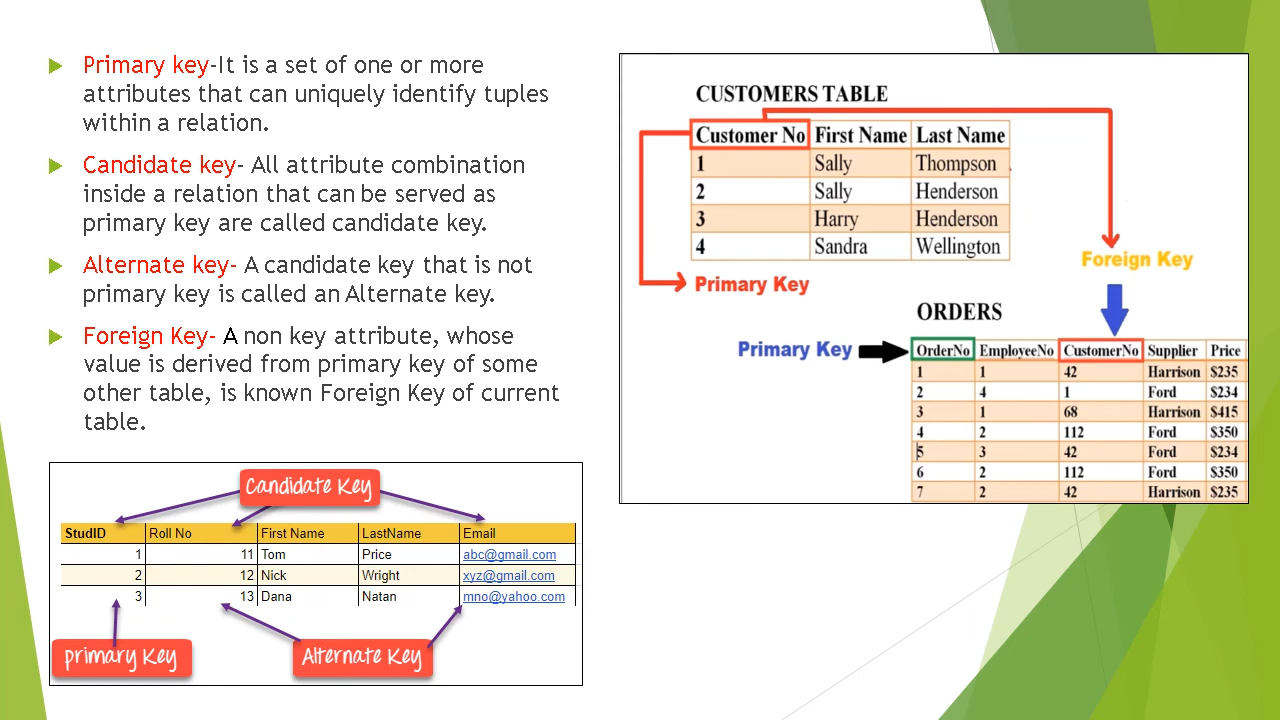 Primary key-It is a set of one or more
attributes that can uniquely identify tuples
within a relation.
Candidate key- All attribute combination
inside a relation that can be served as
primary key are called candidate key.
Alternate key- A candidate key that is not
primary key is called an Alternate key.
Foreign Key- A non key attribute, whose
value is derived from primary key of some
other table, is known Foreign Key of current
table.
Candidate Key
StudID Roll No First Name LastName Email
1 11 Tom Price abc@gmail.com
2 12 Nick Wright xyz@gmail.com
3 13 Dana Natan mno@yahoo.com
primary Key Alternate Key
CUSTOMERS TABLE
Customer No First Name Last Name
1 Sally Thompson
2 Sally Henderson
3 Harry Henderson
4 Sandra Wellington
Primary Key
Foreign Key
ORDERS
Primary Key
OrderNo EmployeeNo CustomerNo Supplier Price
1 1 42 Harrison $235
2 4 1 Ford $234
3 1 68 Harrison $415
4 2 112 Ford $350
5 3 42 Ford $234
6 2 112 Ford $350
7 2 42 Harrison $235